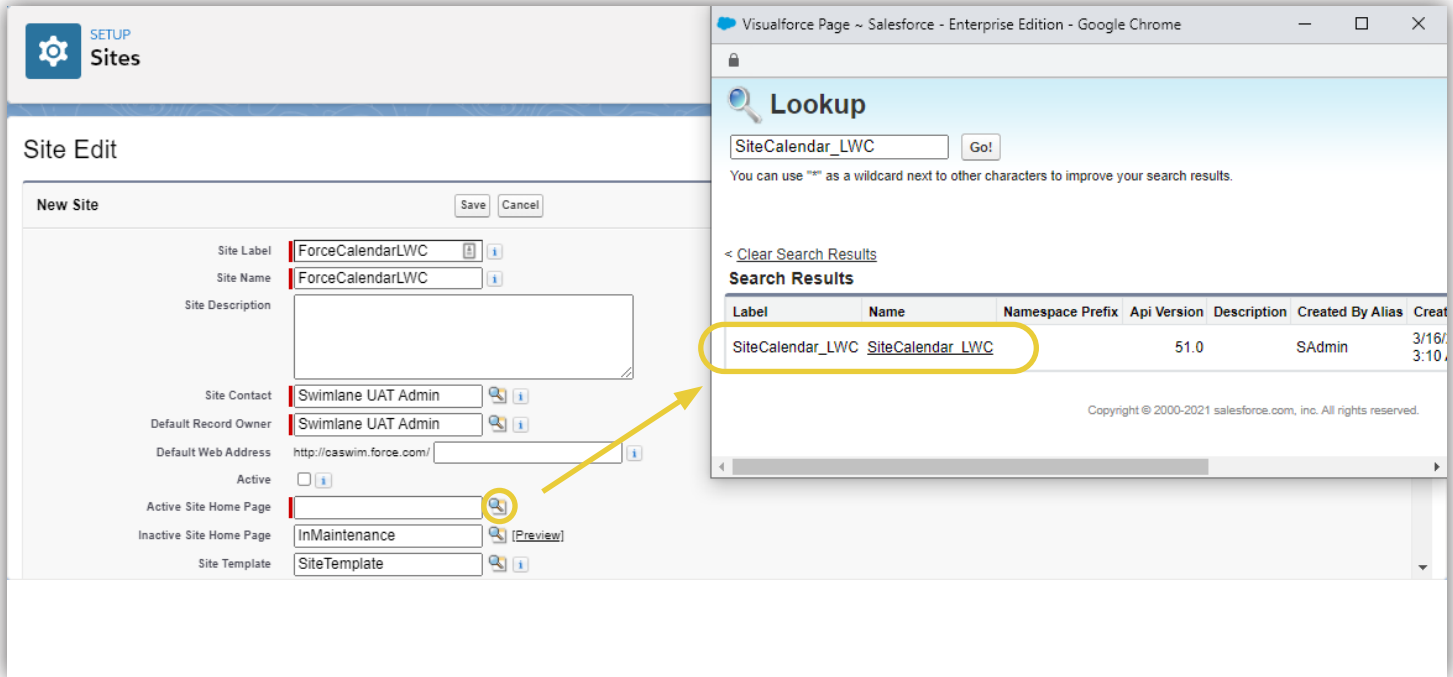 SETUP
Sites
Site Edit
New Site
Save Cancel
Site Label ForceCalendarLWC
Site Name ForceCalendarLWC
Site Description
Site Contact Swimlane UAT Admin
Default Record Owner Swimlane UAT Admin
Default Web Address http://caswim.force.com/
Active
Active Site Home Page
Inactive Site Home Page InMaintenance [Preview]
Site Template SiteTemplate
Visualforce Page ~ Salesforce - Enterprise Edition - Google Chrome
Lookup
SiteCalendar_LWC Go!
You can use "*" as a wildcard next to other characters to improve your search results.
< Clear Search Results
Search Results
Label Name Namespace Prefix Api Version Description Created By Alias Creat
SiteCalendar_LWC SiteCalendar_LWC 51.0 SAdmin 3/16/
3:10
Copyright © 2000-2021 salesforce.com, inc. All rights reserved.